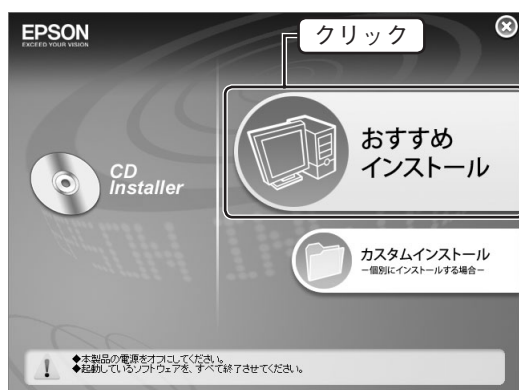 EPSON
EXCEED YOUR VISION
クリック
おすすめ
インストール
CD
Installer
カスタムインストール
－個別にインストールする場合－
◆本製品の電源をオフにしてください。
◆起動しているソフトウェアを、すべて終了させてください。